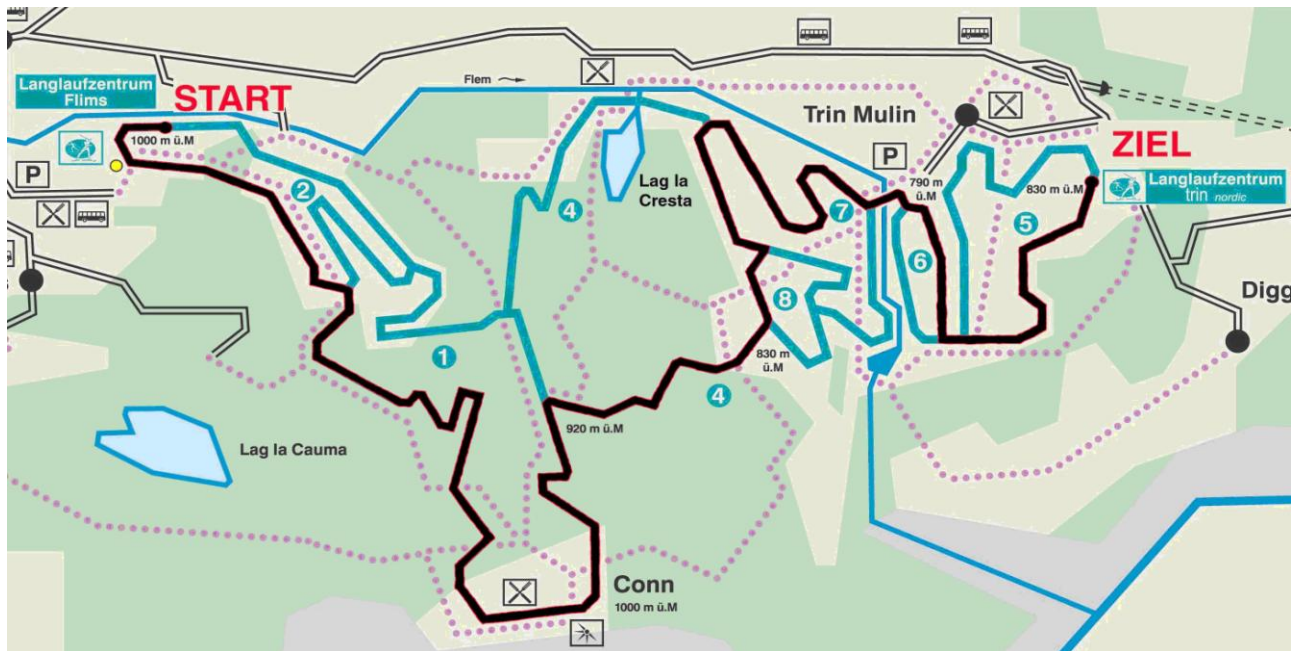 Langlaufzentrum
Flims
START
Flem
Trin Mulin
P
ZIEL
1000 m ü.M
P
790 m
ü.M
830 m ü.M
Langlaufzentrum
trin nordic
2
4
Lag la
Cresta
7
5
6
Digg
8
1
830 m
ü.M
4
920 m ü.M
Lag la Cauma
Conn
1000 m ü.M